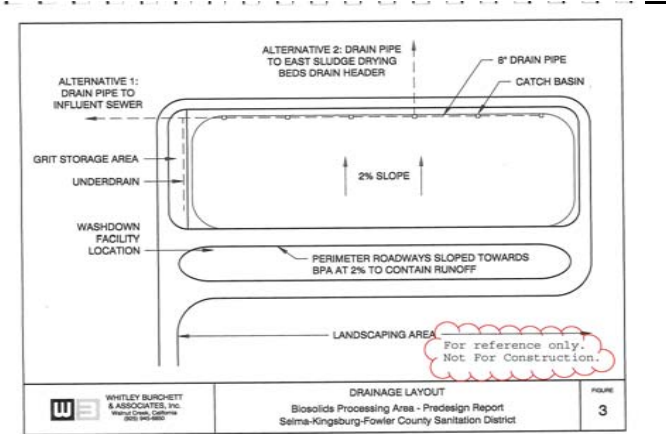 ALTERNATIVE 2: DRAIN PIPE
TO EAST SLUDGE DRYING
BEDS DRAIN HEADER
8" DRAIN PIPE
CATCH BASIN
ALTERNATIVE 1:
DRAIN PIPE TO
INFLUENT SEWER
GRIT STORAGE AREA
UNDERDRAIN
2% SLOPE
WASHDOWN
FACILITY
LOCATION
PERIMETER ROADWAYS SLOPED TOWARDS
BPA AT 2% TO CONTAIN RUNOFF
LANDSCAPING AREA
For reference only.
Not For Construction.
WHITLEY BURCHETT
& ASSOCIATES, Inc.
Walnut Creek, California
(925) 945-6850
DRAINAGE LAYOUT
Biosolids Processing Area - Predesign Report
Selma-Kingsburg-Fowler County Sanitation District
FIGURE
3